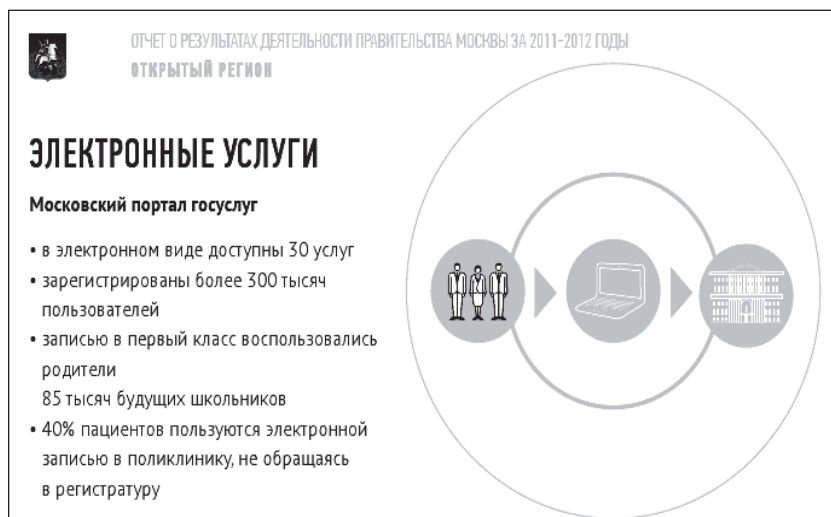 ОТЧЕТ О РЕЗУЛЬТАТАХ ДЕЯТЕЛЬНОСТИ ПРАВИТЕЛЬСТВА МОСКВЫ ЗА 2011-2012 ГОДЫ
ОТКРЫТЫЙ РЕГИОН
ЭЛЕКТРОННЫЕ УСЛУГИ
Московский портал госуслуг
• в электронном виде доступны 30 услуг
• зарегистрированы более 300 тысяч
пользователей
• записью в первый класс воспользовались
родители
85 тысяч будущих школьников
• 40% пациентов пользуются электронной
записью в поликлинику, не обращаясь
в регистратуру